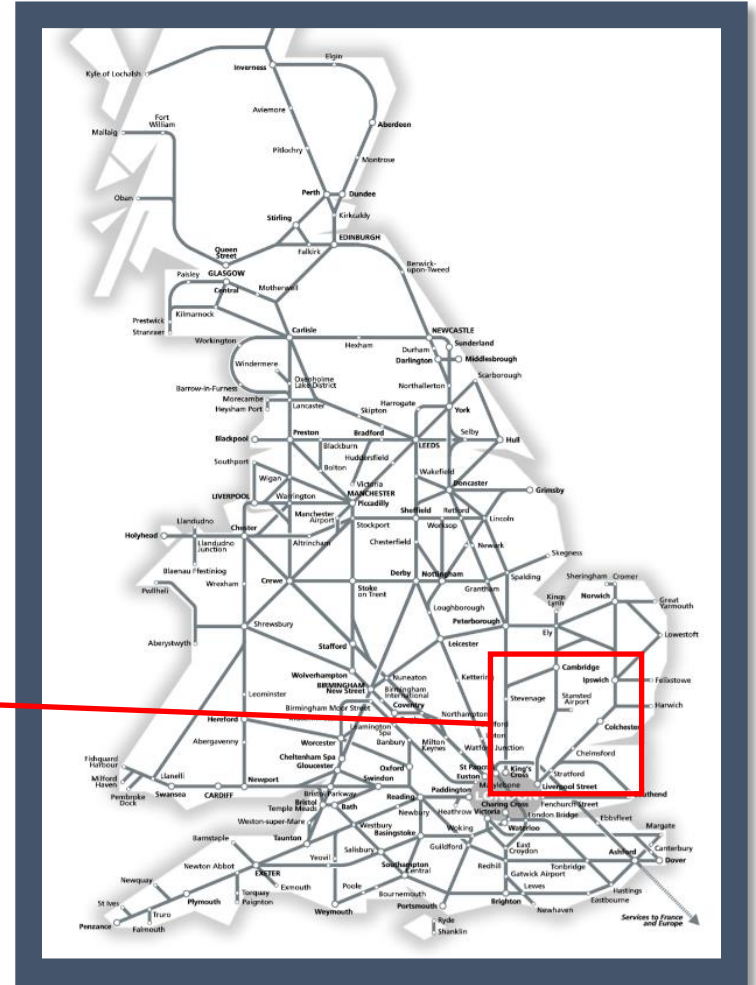 Elgin
Inverness
Kyle of Lochalsh
Aviemore
Fort
William
Aberdeen
Mallaig
Pitlochry
Montrose
Perth
Dundee
Oban
Stirling
Kirkcaldy
EDINBURGH
Queen
Street
Falkirk
Berwick-
upon-Tweed
Paisley
GLASGOW
Central
Motherwell
Prestwick
Kilmarnock
Stranraer
Carlisle
NEWCASTLE
Workington
Hexham
Sunderland
Durham
Darlington
Middlesbrough
Windermere
Scarborough
Oxenholme
Lake District
Barrow-in-Furness
Northallerton
Morecambe
Heysham Port
Lancaster
Harrogate
Skipton
York
Blackpool
Preston
Bradford
LEEDS
Selby
Hull
Blackburn
Huddersfield
Southport
Bolton
Wakefield
Wigan
Victoria
Doncaster
Grimsby
LIVERPOOL
Warrington
MANCHESTER
Piccadilly
Sheffield
Retford
Manchester
Airport
Stockport
Worksop
Lincoln
Llandudno
Chester
Holyhead
Llandudno
Junction
Altrincham
Chesterfield
Newark
Skegness
Blaenau Ffestiniog
Wrexham
Crewe
Stoke
on Trent
Derby
Nottingham
Grantham
Spalding
Sheringham
Cromer
Pwllheli
Kings
Lynn
Norwich
Great
Yarmouth
Loughborough
Shrewsbury
Peterborough
Ely
Lowestoft
Aberystwyth
Stafford
Leicester
Wolverhampton
Cambridge
Nuneaton
BIRMINGHAM
New Street
Birmingham
International
Ipswich
Felixstowe
Stansted
Airport
Leominster
Birmingham Moor Street
Coventry
Stevenage
Harwich
Hereford
Leamington
Spa
Northampton
Colchester
Abergavenny
Worcester
Banbury
Milton
Keynes
Watford Junction
Chelmsford
Cheltenham Spa
Gloucester
Oxford
Fishguard
Harbour
Milford
Haven
Llanelli
Pembroke
Dock
Swansea
CARDIFF
Newport
Swindon
St Pancras
King's
Cross
Euston
Stratford
Marylebone
Liverpool Street
Paddington
Bristol Parkway
Bristol
Temple Meads
Bath
Reading
Charing Cross
Fenchurch Street
Newbury
Heathrow
Victoria
London Bridge
Ebbsfleet
Weston-super-Mare
Westbury
Basingstoke
Waterloo
Margate
Barnstaple
Taunton
Woking
East
Croydon
Canterbury
Salisbury
Guildford
Ashford
Dover
Newton Abbot
Yeovil
Southampton
Central
Redhill
Tonbridge
Gatwick Airport
Newquay
EXETER
Exmouth
Torquay
Paignton
Poole
Bournemouth
Lewes
Hastings
Eastbourne
St Ives
Plymouth
Weymouth
Portsmouth
Brighton
Newhaven
Truro
Penzance
Falmouth
Ryde
Shanklin
Services to France
and Europe